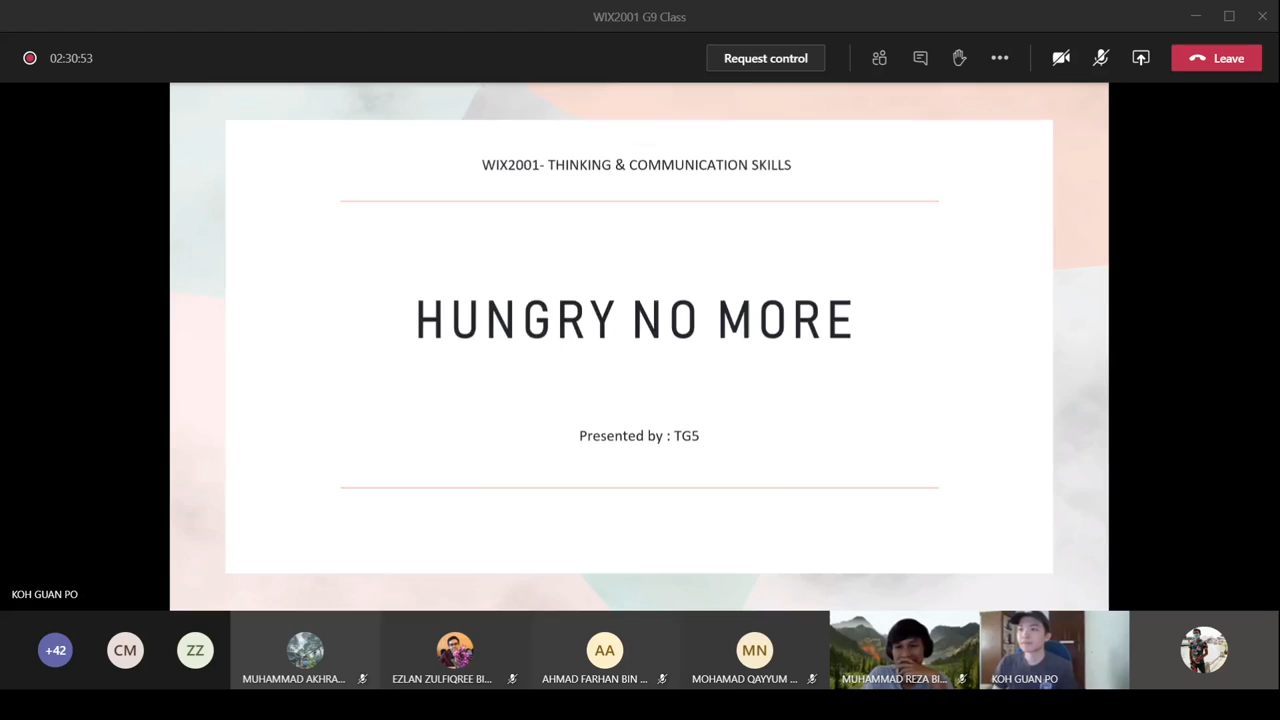 WIX2001 G9 Class
02:30:53
Request control
Leave
WIX2001- THINKING & COMMUNICATION SKILLS
HUNGRY NO MORE
Presented by : TG5
KOH GUAN PO
+42
CM
ZZ
AA
MN
MUHAMMAD AKHRA...
EZLAN ZULFIQREE BI...
AHMAD FARHAN BIN ...
MOHAMAD QAYYUM ...
MUHAMMAD REZA BI...
KOH GUAN PO